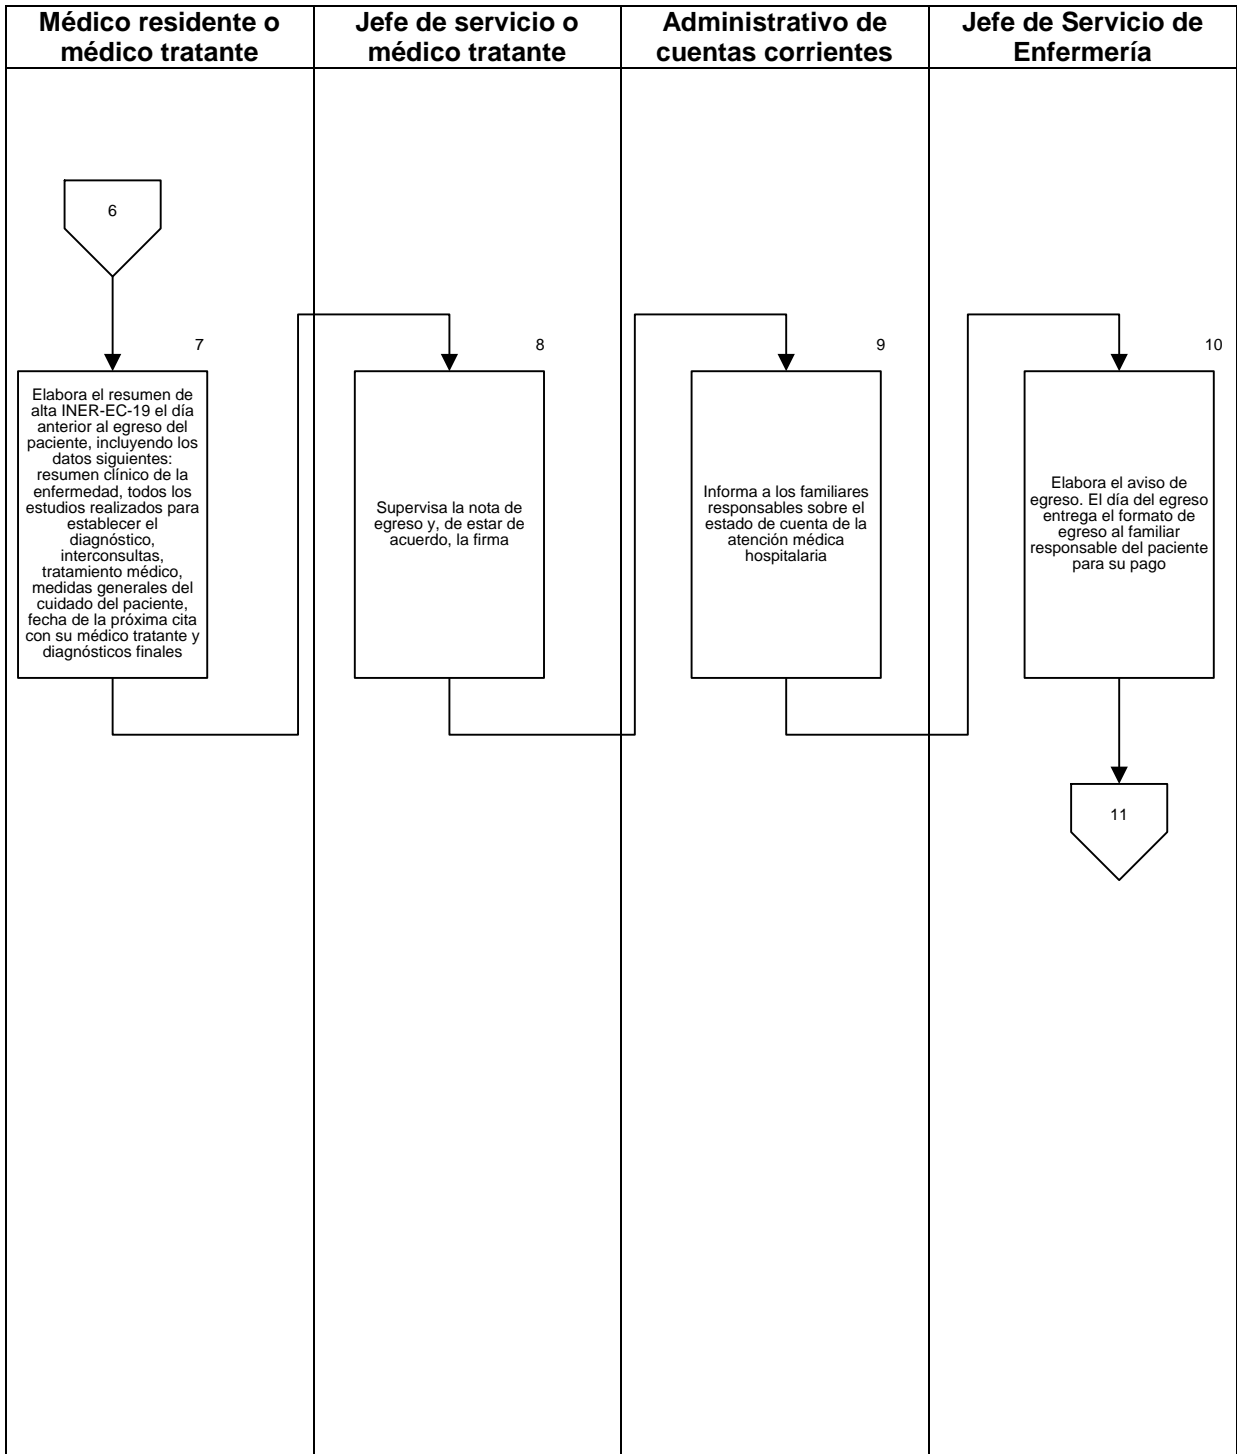 Médico residente o
médico tratante
Jefe de servicio o
médico tratante
Administrativo de
cuentas corrientes
Jefe de Servicio de
Enfermería
6
7
Elabora el resumen de
alta INER-EC-19 el día
anterior al egreso del
paciente, incluyendo los
datos siguientes:
resumen clínico de la
enfermedad, todos los
estudios realizados para
establecer el
diagnóstico,
interconsultas,
tratamiento médico,
medidas generales del
cuidado del paciente,
fecha de la próxima cita
con su médico tratante y
diagnósticos finales
8
Supervisa la nota de
egreso y, de estar de
acuerdo, la firma
9
Informa a los familiares
responsables sobre el
estado de cuenta de la
atención médica
hospitalaria
10
Elabora el aviso de
egreso. El día del egreso
entrega el formato de
egreso al familiar
responsable del paciente
para su pago
11